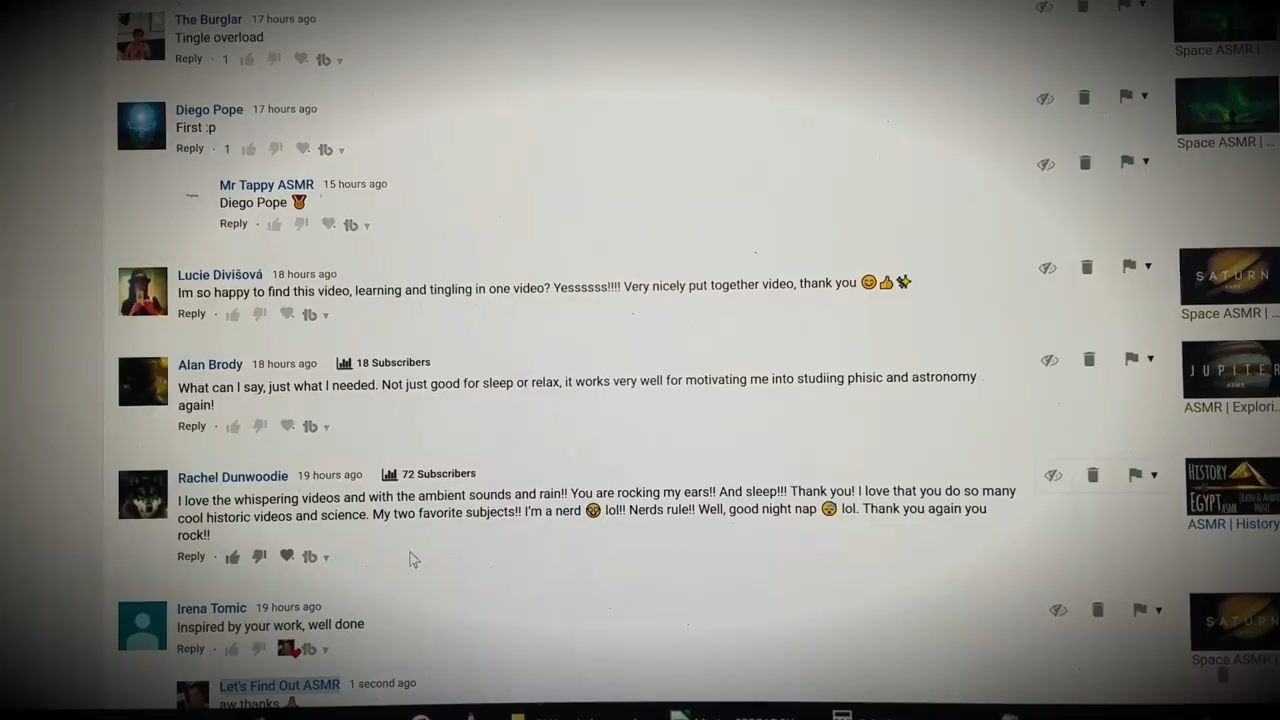 The Burglar 17 hours ago
Tingle overload
Reply · 1
Space ASMR | ...
Diego Pope 17 hours ago
First :p
Reply · 1
Space ASMR | ...
Mr Tappy ASMR 15 hours ago
Diego Pope 🏅
Reply ·
Lucie Divišová 18 hours ago
Im so happy to find this video, learning and tingling in one video? Yessssss!!!! Very nicely put together video, thank you 😊👍✨
Reply ·
SATURN
ASMR
Space ASMR | ...
Alan Brody 18 hours ago 18 Subscribers
What can I say, just what I needed. Not just good for sleep or relax, it works very well for motivating me into studiing phisic and astronomy
again!
Reply ·
JUPITER
ASMR
ASMR | Explori...
Rachel Dunwoodie 19 hours ago 72 Subscribers
I love the whispering videos and with the ambient sounds and rain!! You are rocking my ears!! And sleep!!! Thank you! I love that you do so many
cool historic videos and science. My two favorite subjects!! I'm a nerd 🤓 lol!! Nerds rule!! Well, good night nap 😴 lol. Thank you again you
rock!!
Reply ·
HISTORY
EGYPT ASMR
ASMR | History
Irena Tomic 19 hours ago
Inspired by your work, well done
Reply ·
SATURN
Space ASMR |
Let's Find Out ASMR 1 second ago
aw thanks 🙏